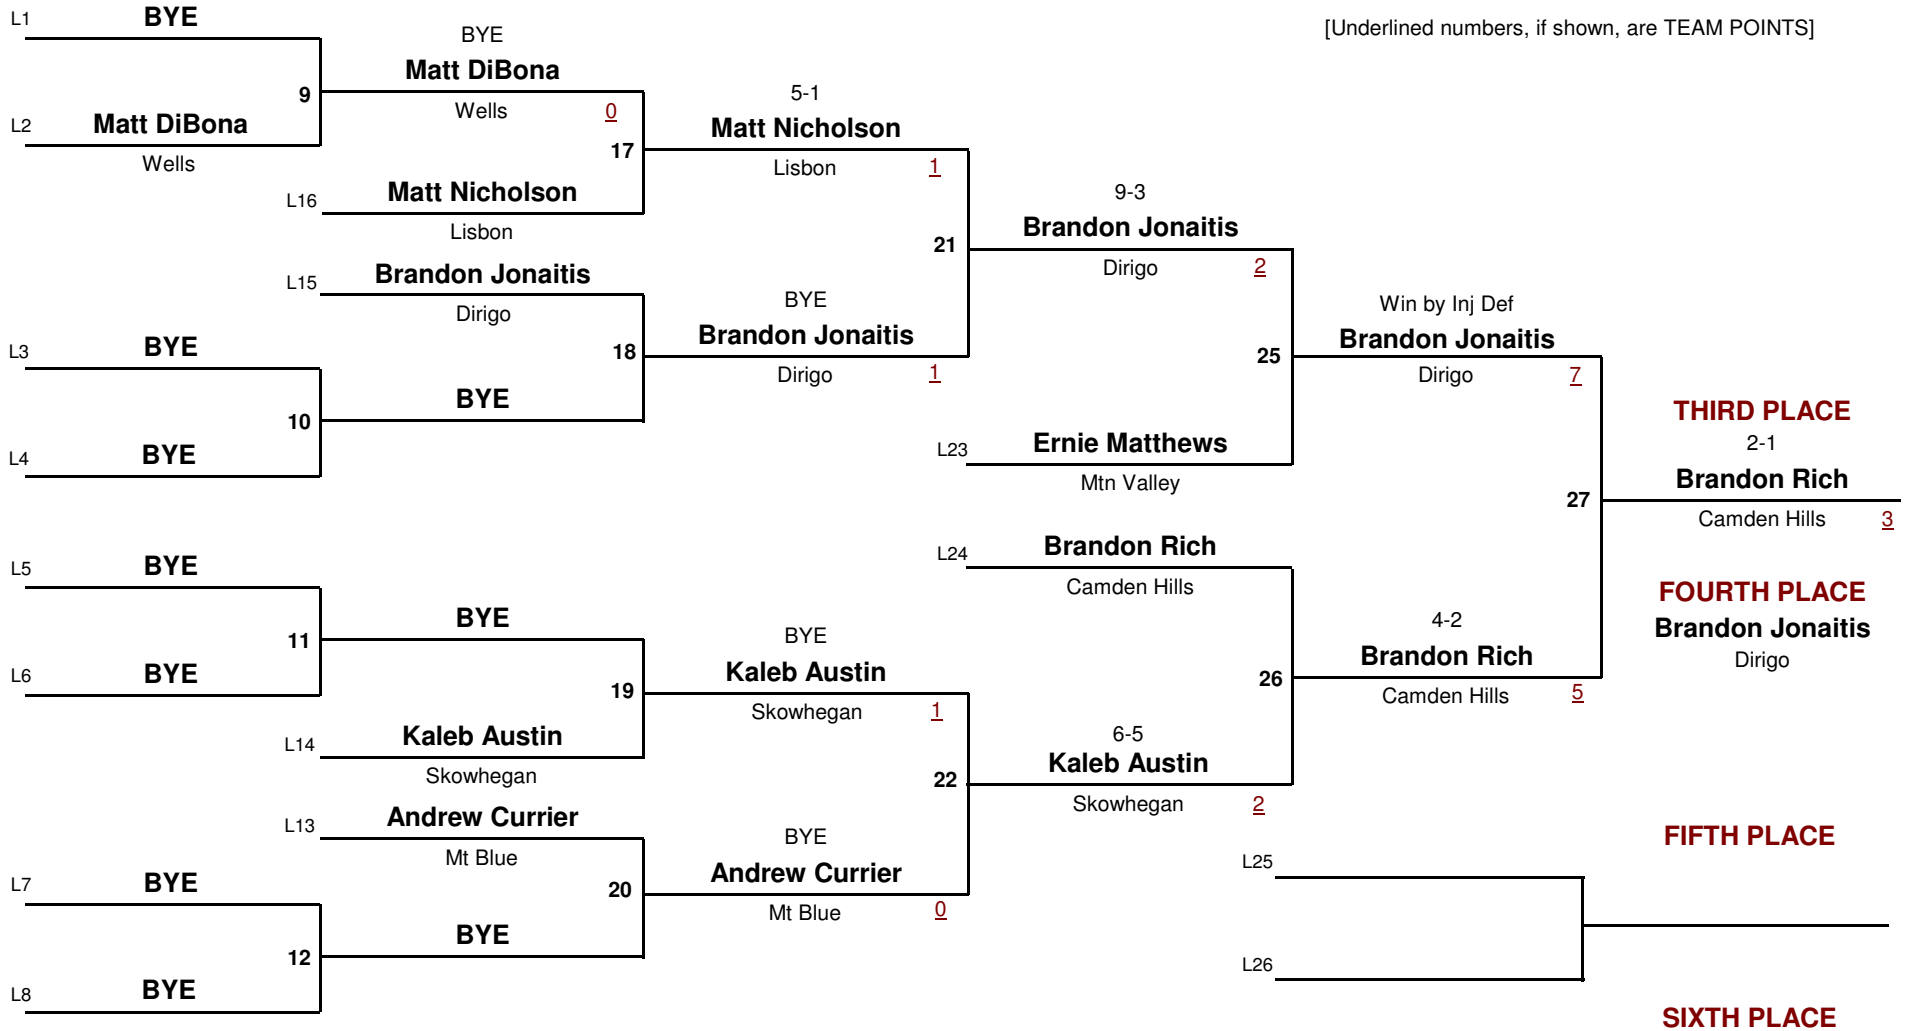 [Underlined numbers, if shown, are TEAM POINTS]
L1 BYE
L2 Matt DiBona
Wells
9
BYE
Matt DiBona
Wells 0
L16 Matt Nicholson
Lisbon
17
5-1
Matt Nicholson
Lisbon 1
L15 Brandon Jonaitis
Dirigo
L3 BYE
L4 BYE
10
BYE
18
BYE
Brandon Jonaitis
Dirigo 1
21
9-3
Brandon Jonaitis
Dirigo 2
L23 Ernie Matthews
Mtn Valley
25
Win by Inj Def
Brandon Jonaitis
Dirigo 7
L5 BYE
L6 BYE
11
BYE
L14 Kaleb Austin
Skowhegan
19
BYE
Kaleb Austin
Skowhegan 1
L13 Andrew Currier
Mt Blue
L7 BYE
L8 BYE
12
BYE
20
BYE
Andrew Currier
Mt Blue 0
22
6-5
Kaleb Austin
Skowhegan 2
L24 Brandon Rich
Camden Hills
26
4-2
Brandon Rich
Camden Hills 5
27
THIRD PLACE
2-1
Brandon Rich
Camden Hills 3
FOURTH PLACE
Brandon Jonaitis
Dirigo
L25
L26
FIFTH PLACE
SIXTH PLACE